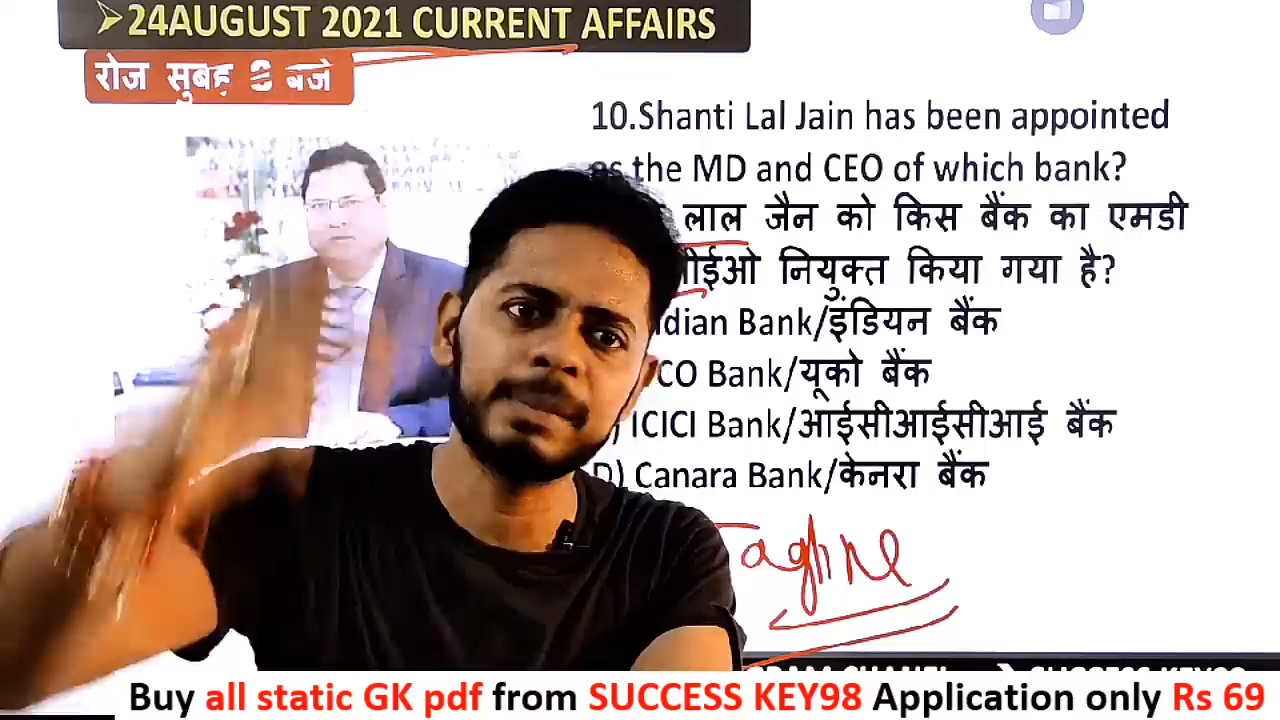 ➢24AUGUST 2021 CURRENT AFFAIRS
रोज सुबह 8 बजे
10.Shanti Lal Jain has been appointed
as the MD and CEO of which bank?
लाल जैन को किस बैंक का एमडी
नियुक्त किया गया है?
Bank/इंडियन बैंक
Bank/यूको बैंक
ICICI Bank/आईसीआईसीआई बैंक
D) Canara Bank/केनरा बैंक
Tagline
Buy all static GK pdf from SUCCESS KEY98 Application only Rs 69